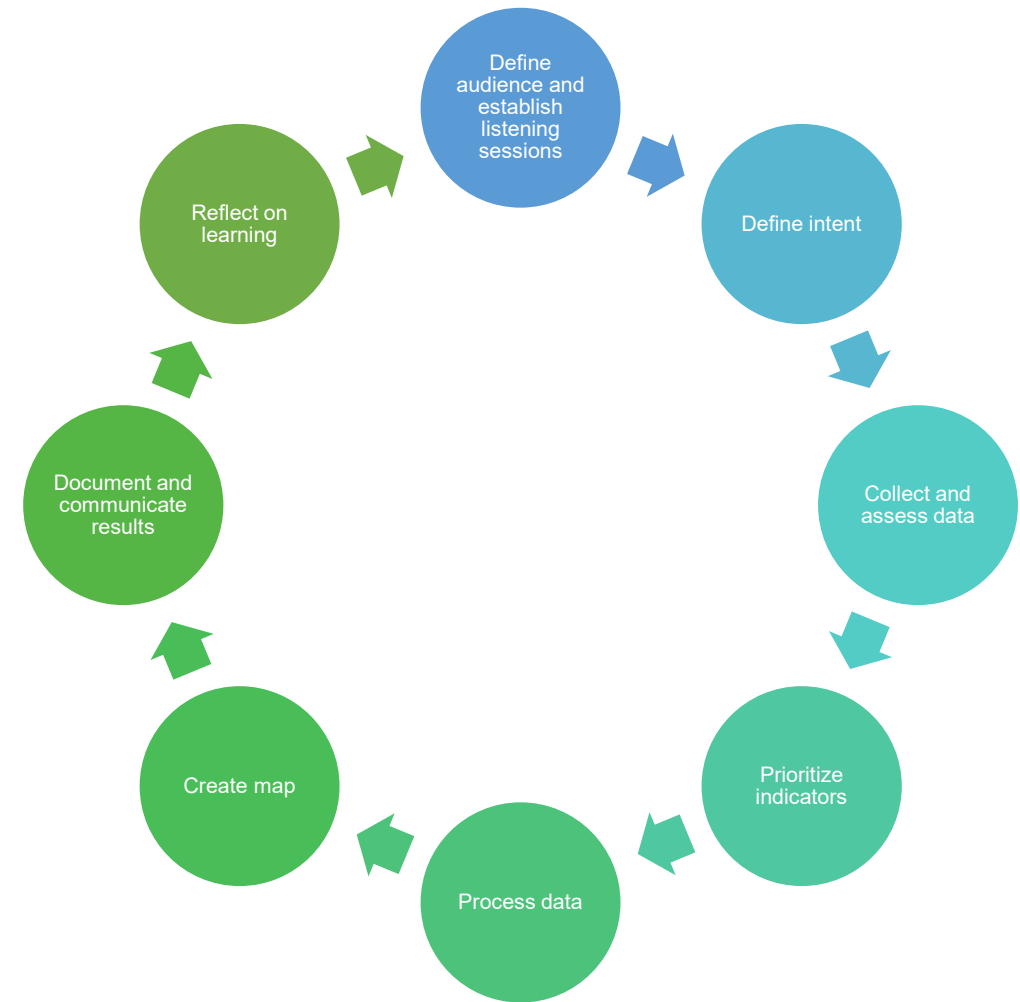 Define
audience and
establish
listening
sessions
Define intent
Collect and
assess data
Prioritize
indicators
Process data
Create map
Document and
communicate
results
Reflect on
learning